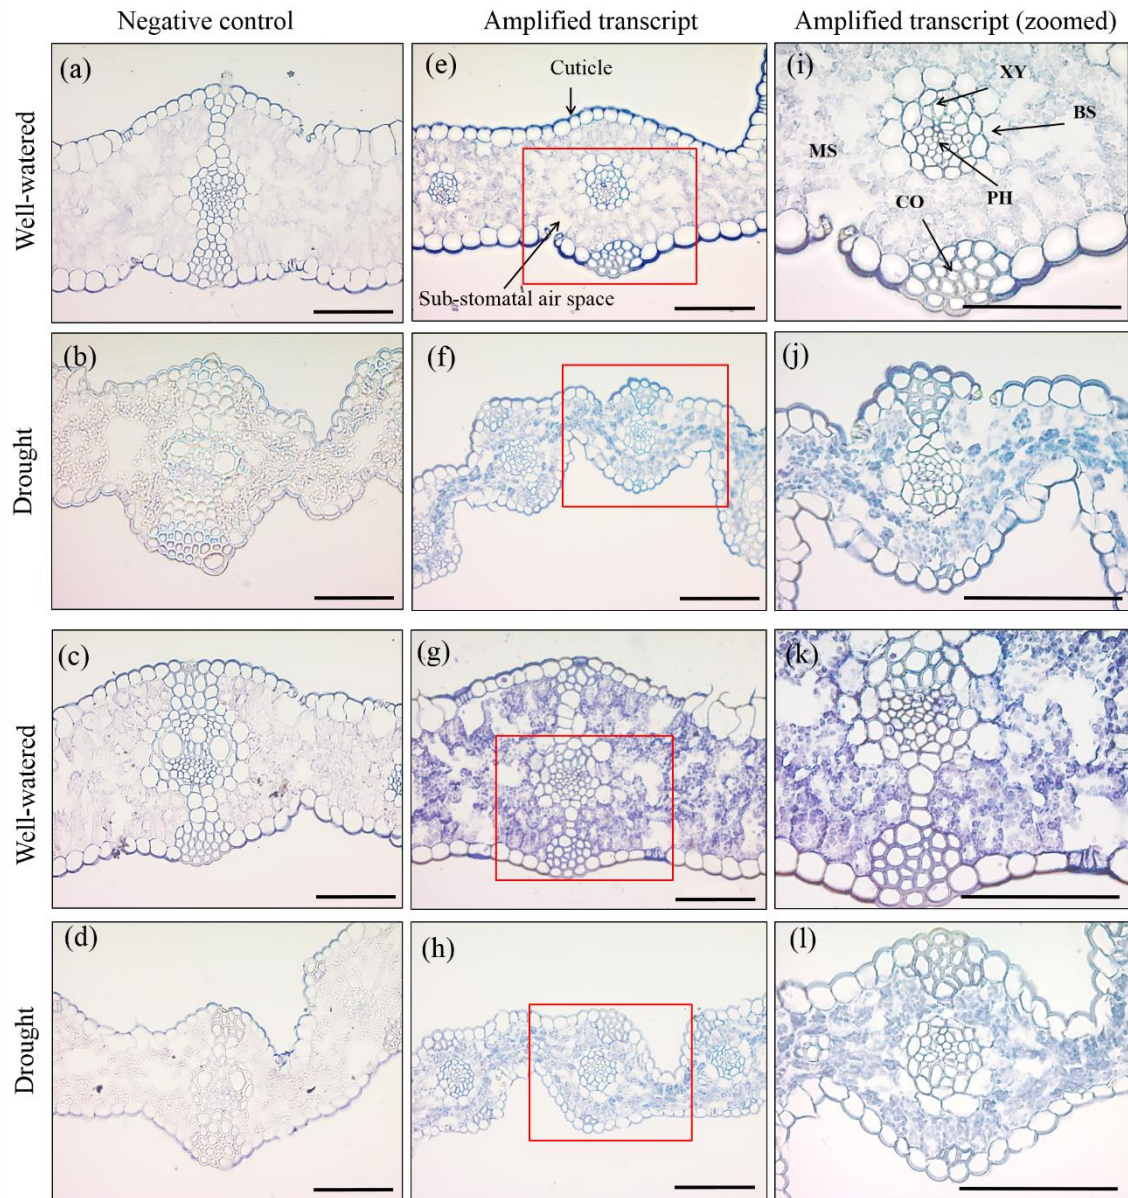 Negative control
Amplified transcript
Amplified transcript (zoomed)
Well-watered
(a)
(e)
Cuticle
Sub-stomatal air space
(i)
XY
BS
MS
PH
CO
Drought
(b)
(f)
(j)
Well-watered
(c)
(g)
(k)
Drought
(d)
(h)
(l)